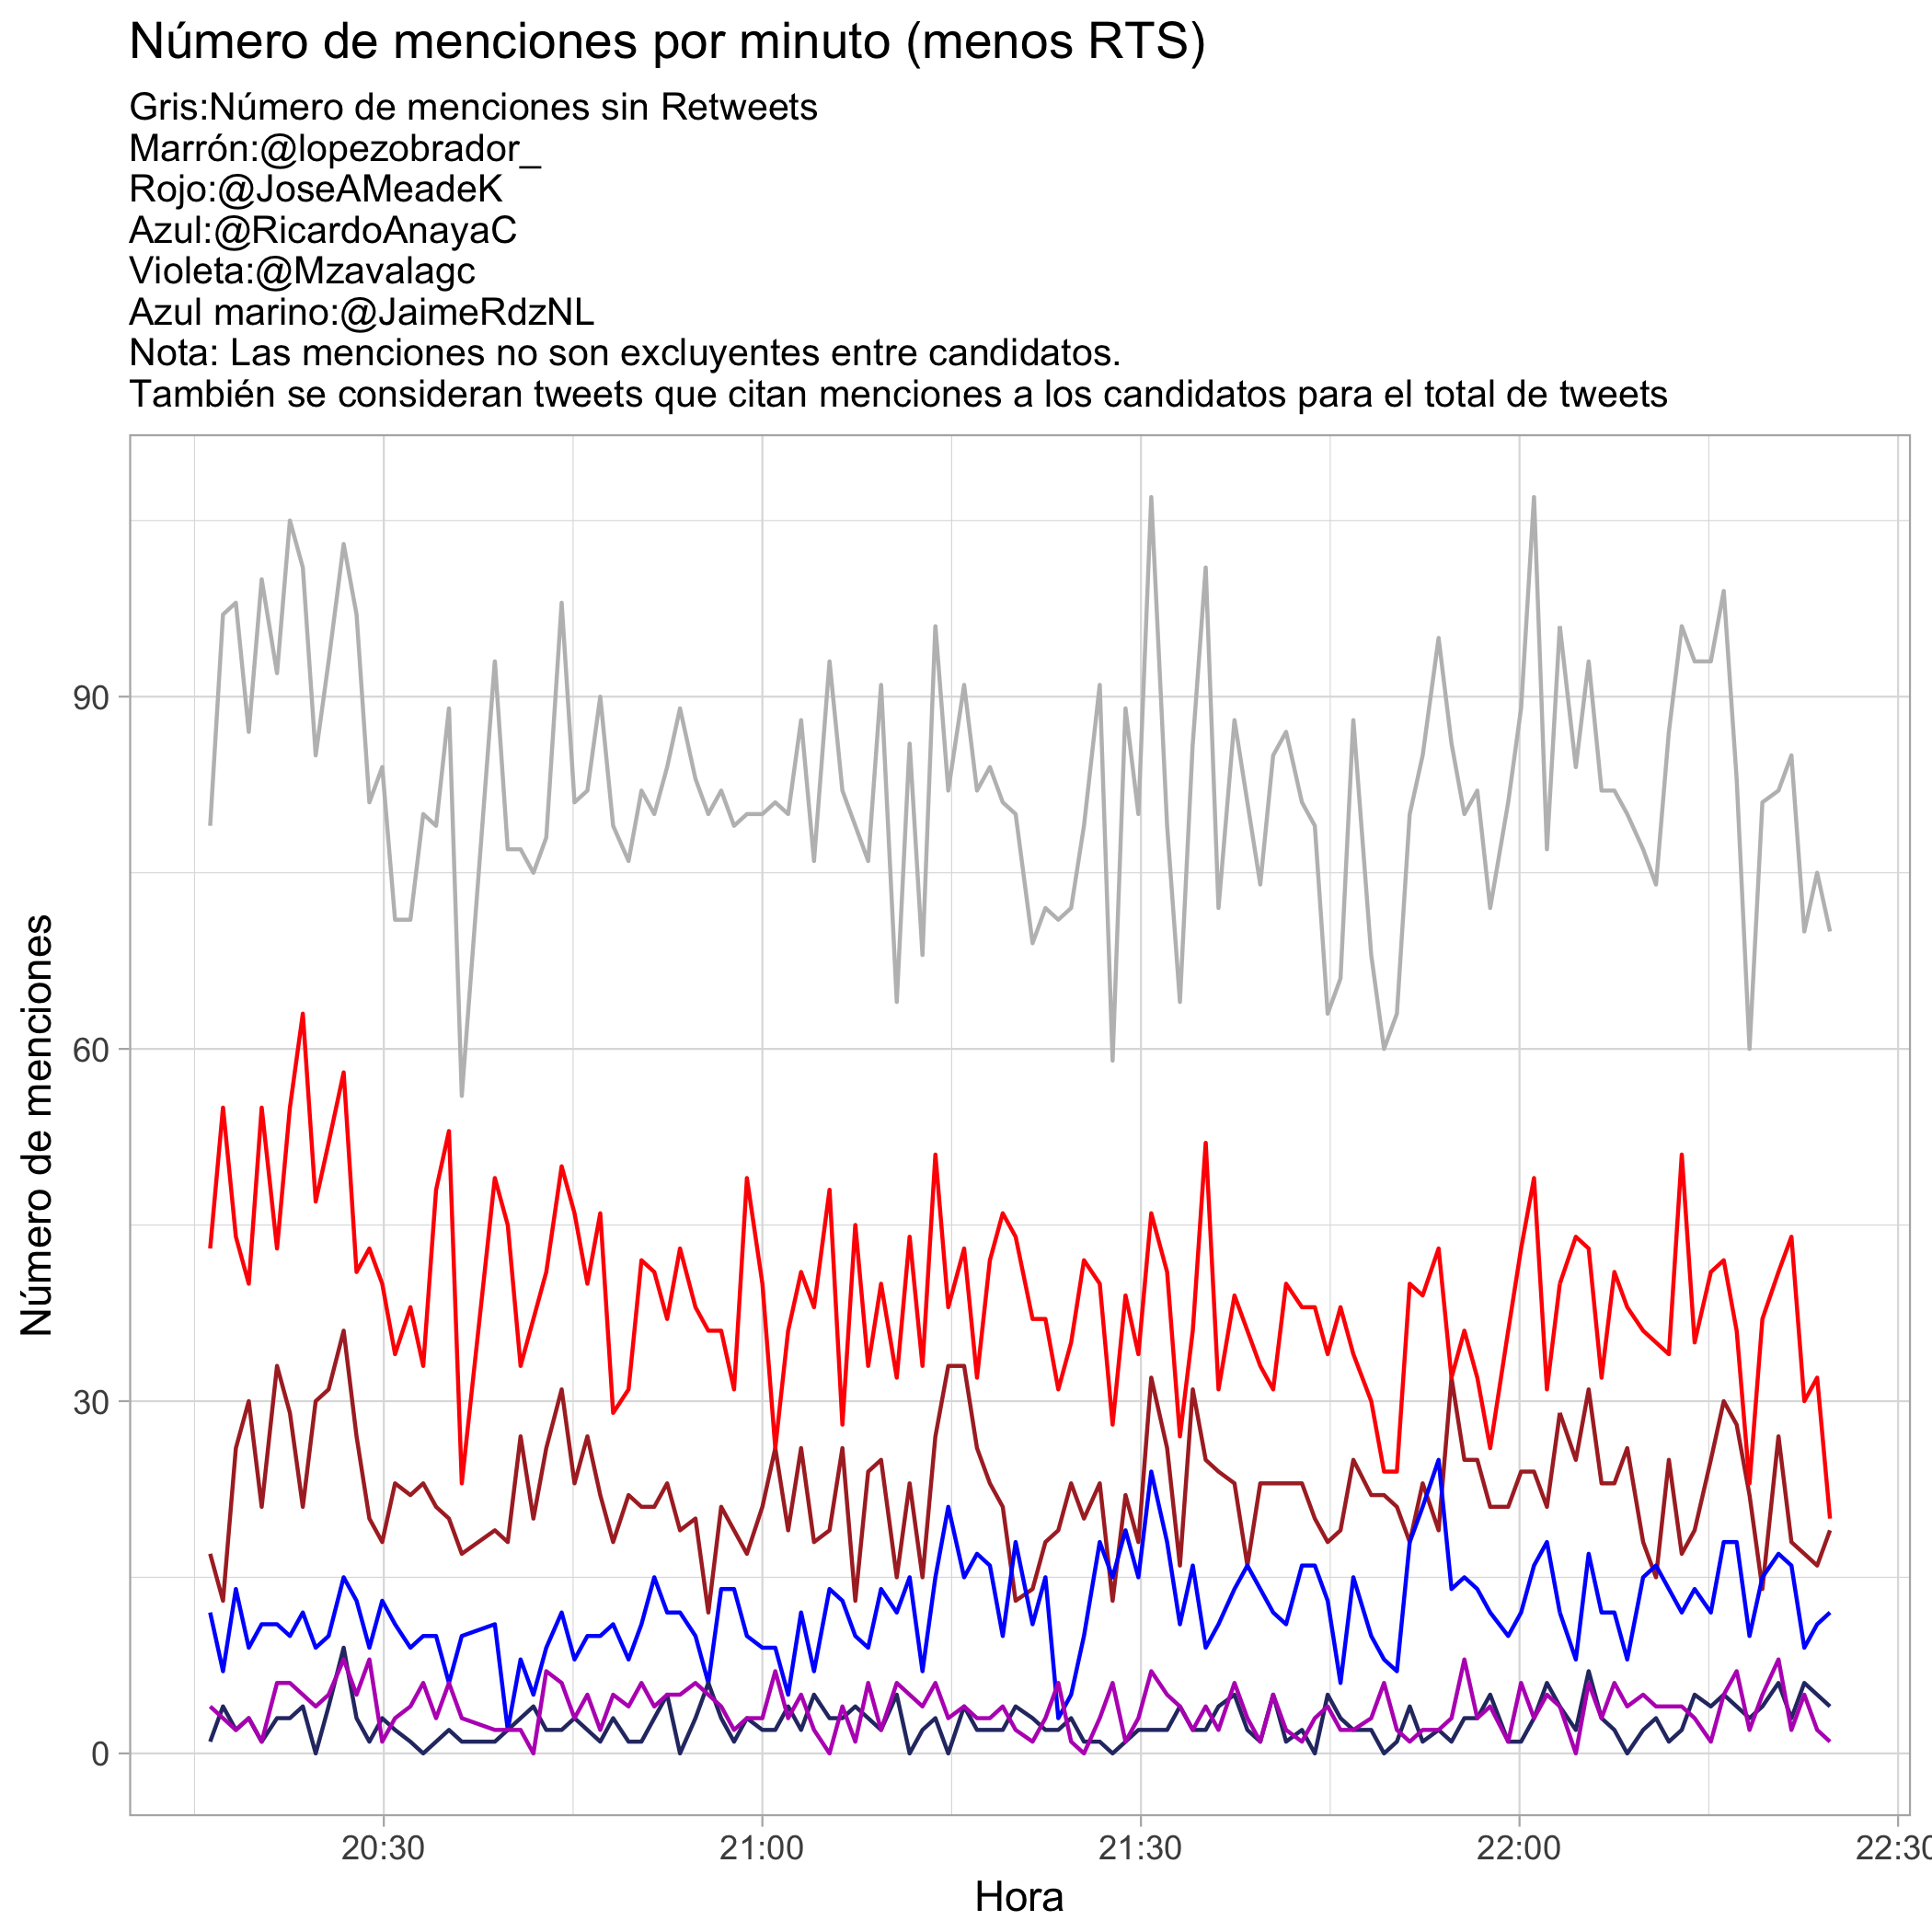 Número de menciones por minuto (menos RTS)
Gris:Número de menciones sin Retweets
Marrón:@lopezobrador_
Rojo:@JoseAMeadeK
Azul:@RicardoAnayaC
Violeta:@Mzavalagc
Azul marino:@JaimeRdzNL
Nota: Las menciones no son excluyentes entre candidatos.
También se consideran tweets que citan menciones a los candidatos para el total de tweets
Número de menciones
90
60
30
0
20:30
21:00
21:30
22:00
22:30
Hora